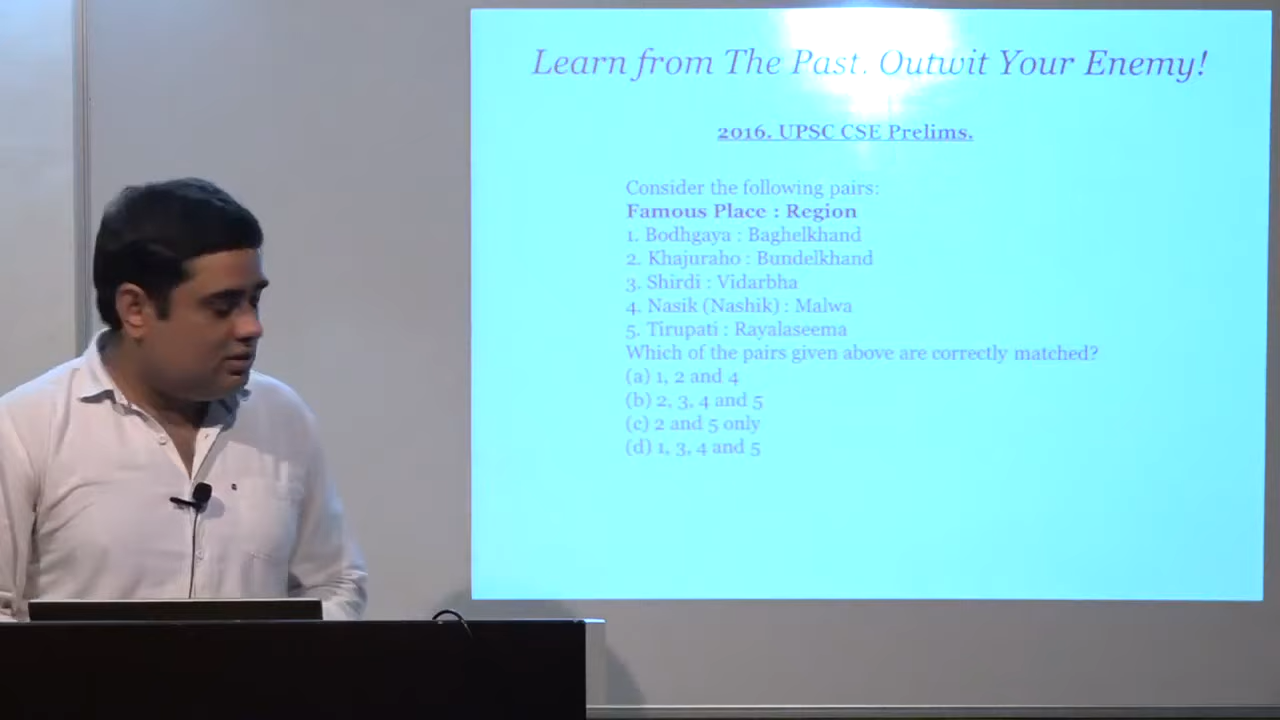 Learn from The Past. Outwit Your Enemy!
2016. UPSC CSE Prelims.
Consider the following pairs:
Famous Place : Region
1. Bodhgaya : Baghelkhand
2. Khajuraho : Bundelkhand
3. Shirdi : Vidarbha
4. Nasik (Nashik) : Malwa
5. Tirupati : Rayalaseema
Which of the pairs given above are correctly matched?
(a) 1, 2 and 4
(b) 2, 3, 4 and 5
(c) 2 and 5 only
(d) 1, 3, 4 and 5